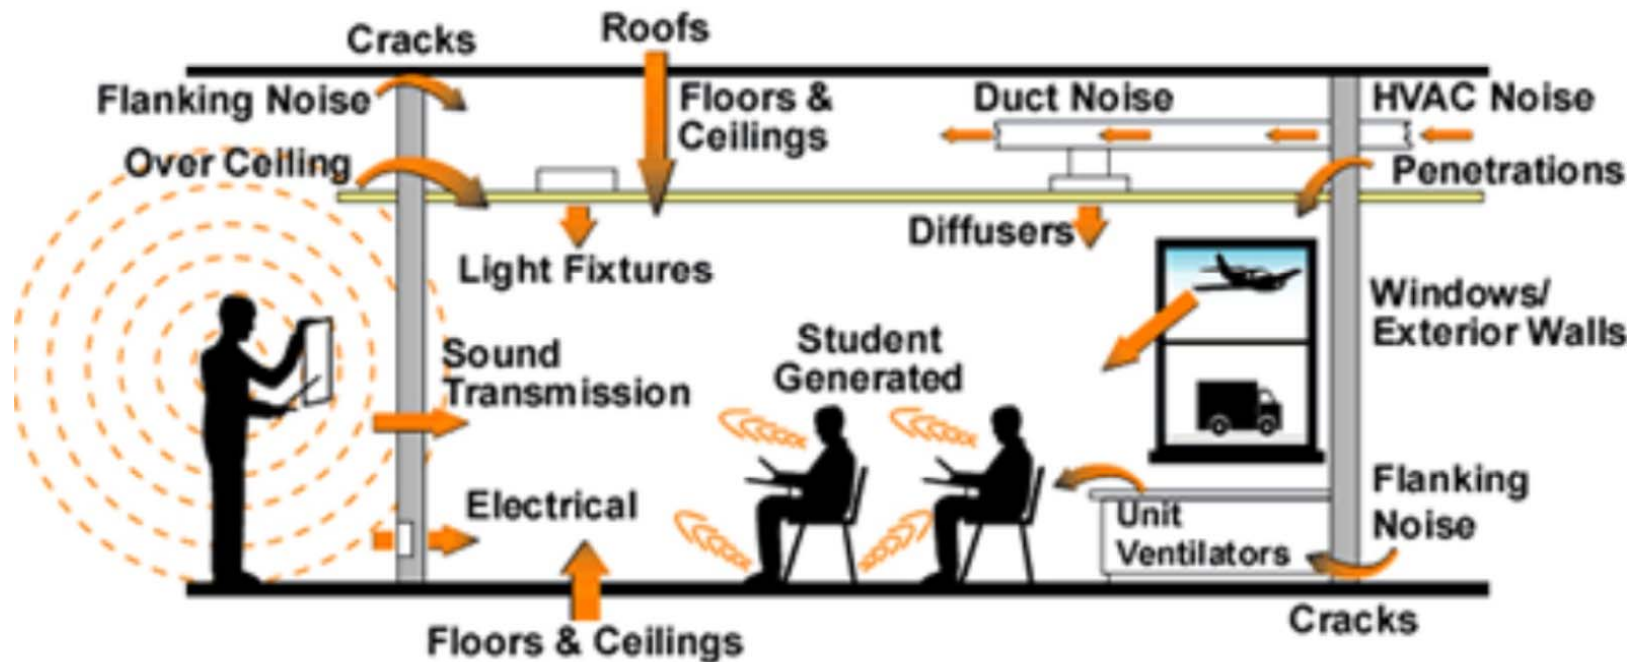 Cracks
Roofs
Flanking Noise
Floors &
Ceilings
Duct Noise
HVAC Noise
Over Ceiling
Penetrations
Diffusers
Light Fixtures
Windows/
Exterior Walls
Sound
Transmission
Student
Generated
Electrical
Flanking
Noise
Unit
Ventilators
Cracks
Floors & Ceilings